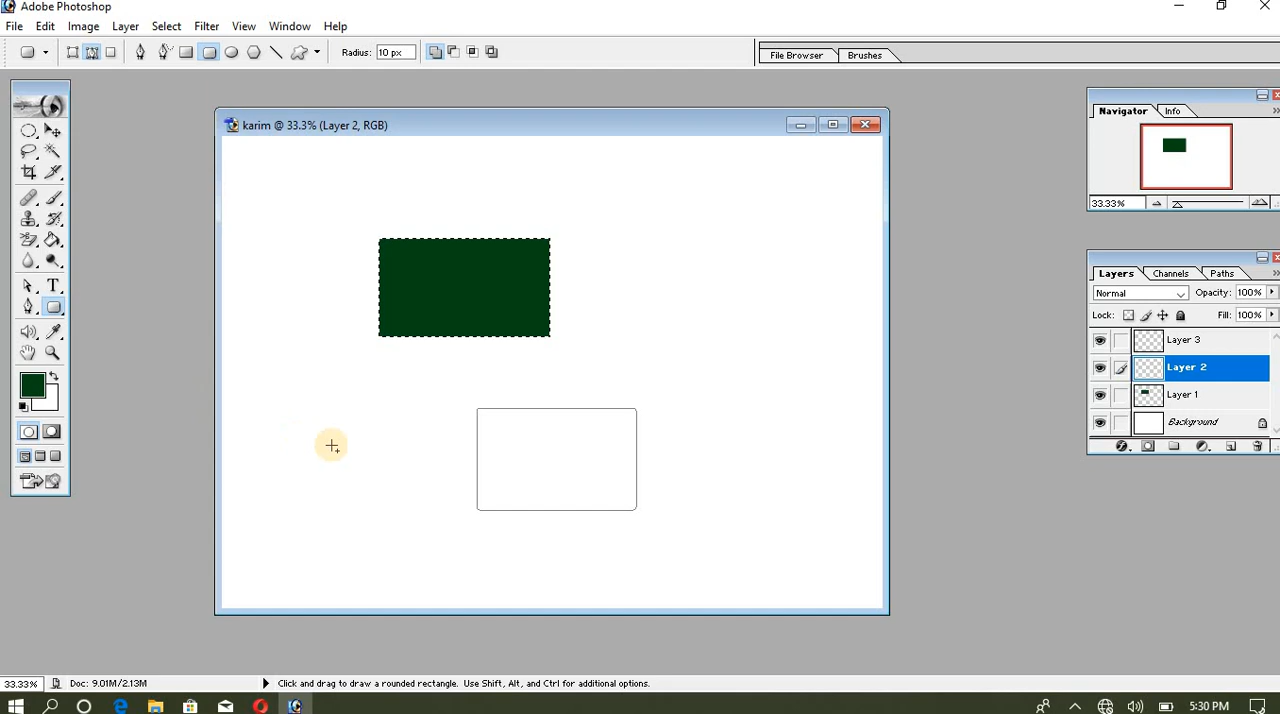 Adobe Photoshop
File Edit Image Layer Select Filter View Window Help
Radius: 10 px
File Browser Brushes
karim @ 33.3% (Layer 2, RGB)
Navigator Info
33.33%
Layers Channels Paths
Normal Opacity: 100%
Lock: Fill: 100%
Layer 3
Layer 2
Layer 1
Background
33.33% Doc: 9.01M/2.13M Click and drag to draw a rounded rectangle. Use Shift, Alt, and Ctrl for additional options.
5:30 PM